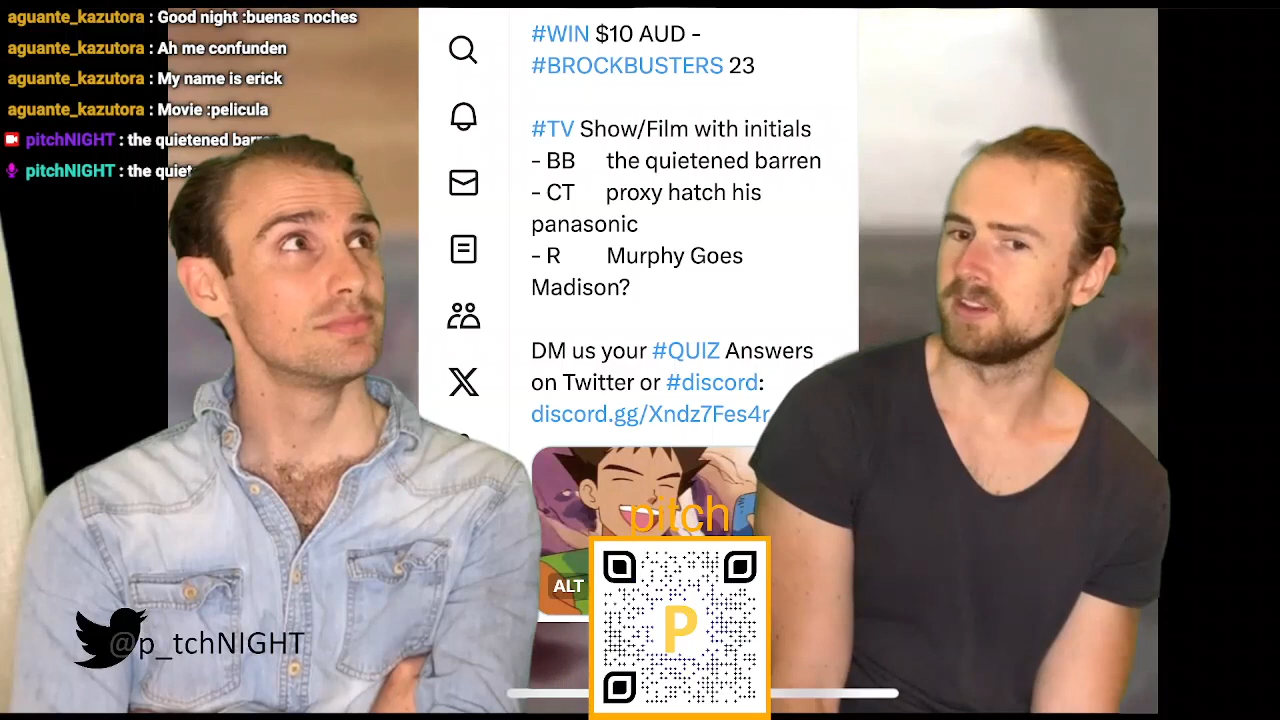 aguante_kazutora : Good night :buenas noches
aguante_kazutora : Ah me confunden
aguante_kazutora : My name is erick
aguante_kazutora : Movie :pelicula
pitchNIGHT : the quietened
pitchNIGHT : the
#WIN $10 AUD -
#BROCKBUSTERS 23
#TV Show/Film with initials
- BB the quietened barren
- CT proxy hatch his
panasonic
- R Murphy Goes
Madison?
DM us your #QUIZ Answers
on Twitter or #discord:
discord.gg/Xndz7Fes4r
pitch
ALT
P
@p_tchNIGHT